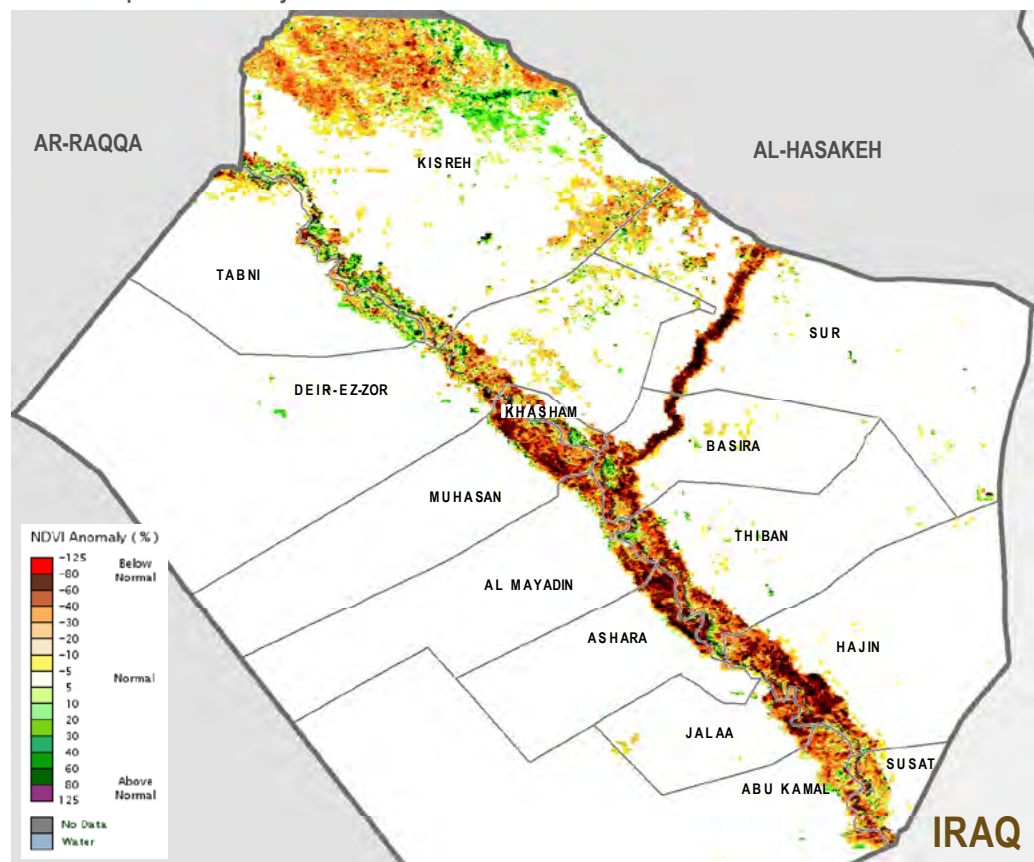 AR-RAQQA
AL-HASAKEH
KISREH
TABNI
SUR
DEIR-EZ-ZOR
KHASHAM
BASIRA
MUHASAN
THIBAN
AL MAYADIN
ASHARA
HAJIN
JALAA
SUSAT
ABU KAMAL
IRAQ
NDVI Anomaly (%)
-125 Below
-80 Normal
-60
-40
-30
-20
-10
-5
Normal
5
10
20
30
40
60
80 Above
125 Normal
No Data
Water